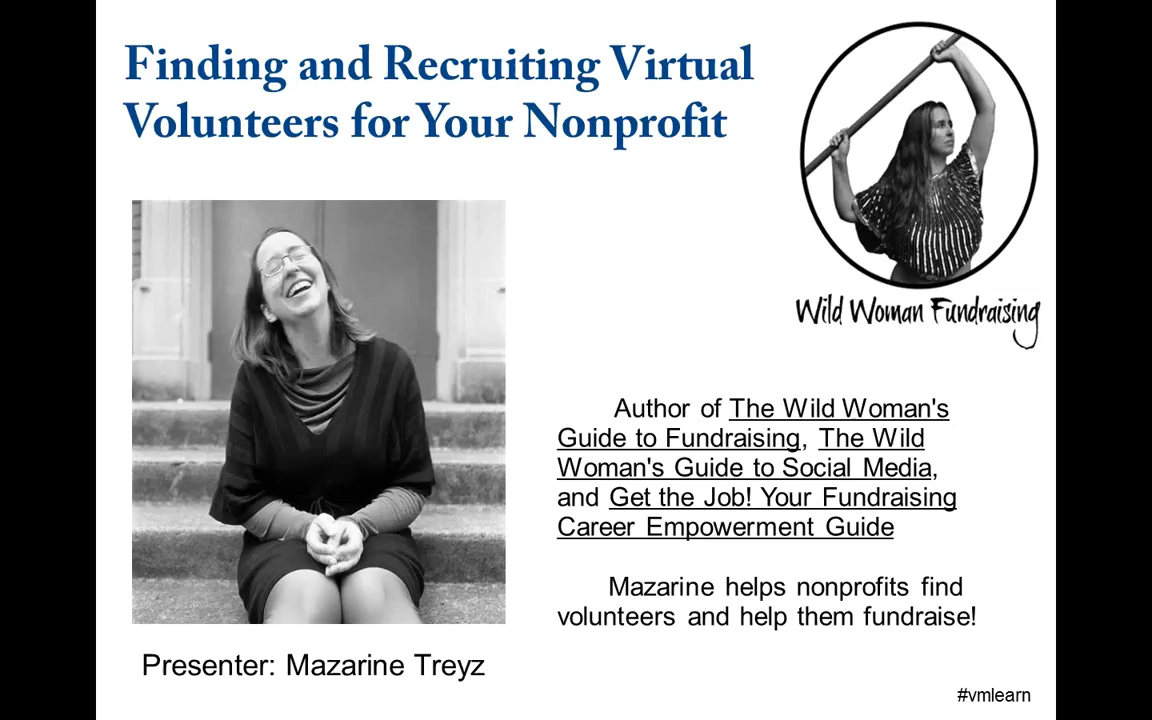 Finding and Recruiting Virtual
Volunteers for Your Nonprofit
Wild Woman Fundraising
Author of The Wild Woman's
Guide to Fundraising, The Wild
Woman's Guide to Social Media,
and Get the Job! Your Fundraising
Career Empowerment Guide
Mazarine helps nonprofits find
volunteers and help them fundraise!
Presenter: Mazarine Treyz
#vmlearn